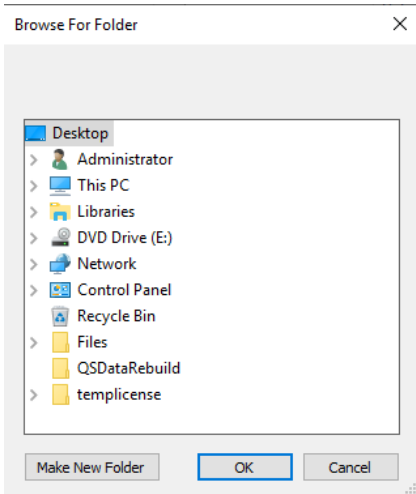 Browse For Folder
Desktop
Administrator
This PC
Libraries
DVD Drive (E:)
Network
Control Panel
Recycle Bin
Files
QSDataRebuild
templicense
Make New Folder OK Cancel